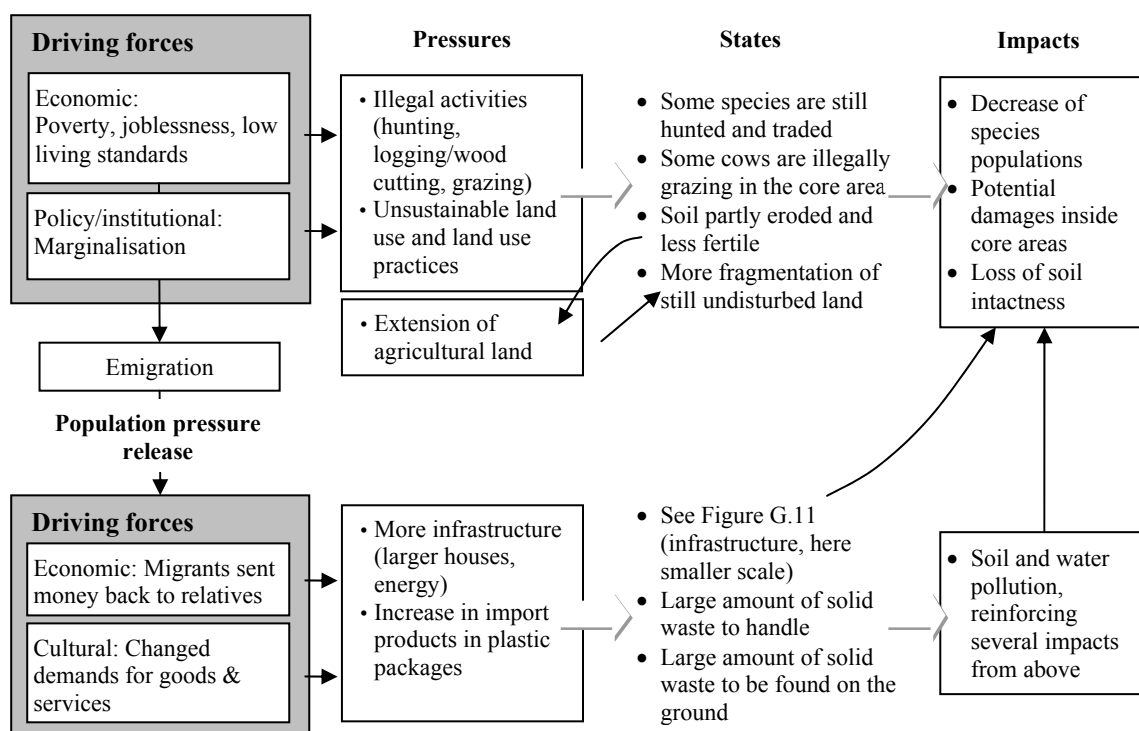 Driving forces
Economic:
Poverty, joblessness, low
living standards
Policy/institutional:
Marginalisation
Emigration
Population pressure
release
Pressures
• Illegal activities
(hunting,
logging/wood
cutting, grazing)
• Unsustainable land
use and land use
practices
• Extension of
agricultural land
States
• Some species are still
hunted and traded
• Some cows are illegally
grazing in the core area
• Soil partly eroded and
less fertile
• More fragmentation of
still undisturbed land
Impacts
• Decrease of
species
populations
• Potential
damages inside
core areas
• Loss of soil
intactness
Driving forces
Economic: Migrants sent
money back to relatives
Cultural: Changed
demands for goods &
services
• More infrastructure
(larger houses,
energy)
• Increase in import
products in plastic
packages
• See Figure G.11
(infrastructure, here
smaller scale)
• Large amount of solid
waste to handle
• Large amount of solid
waste to be found on the
ground
• Soil and water
pollution,
reinforcing
several impacts
from above